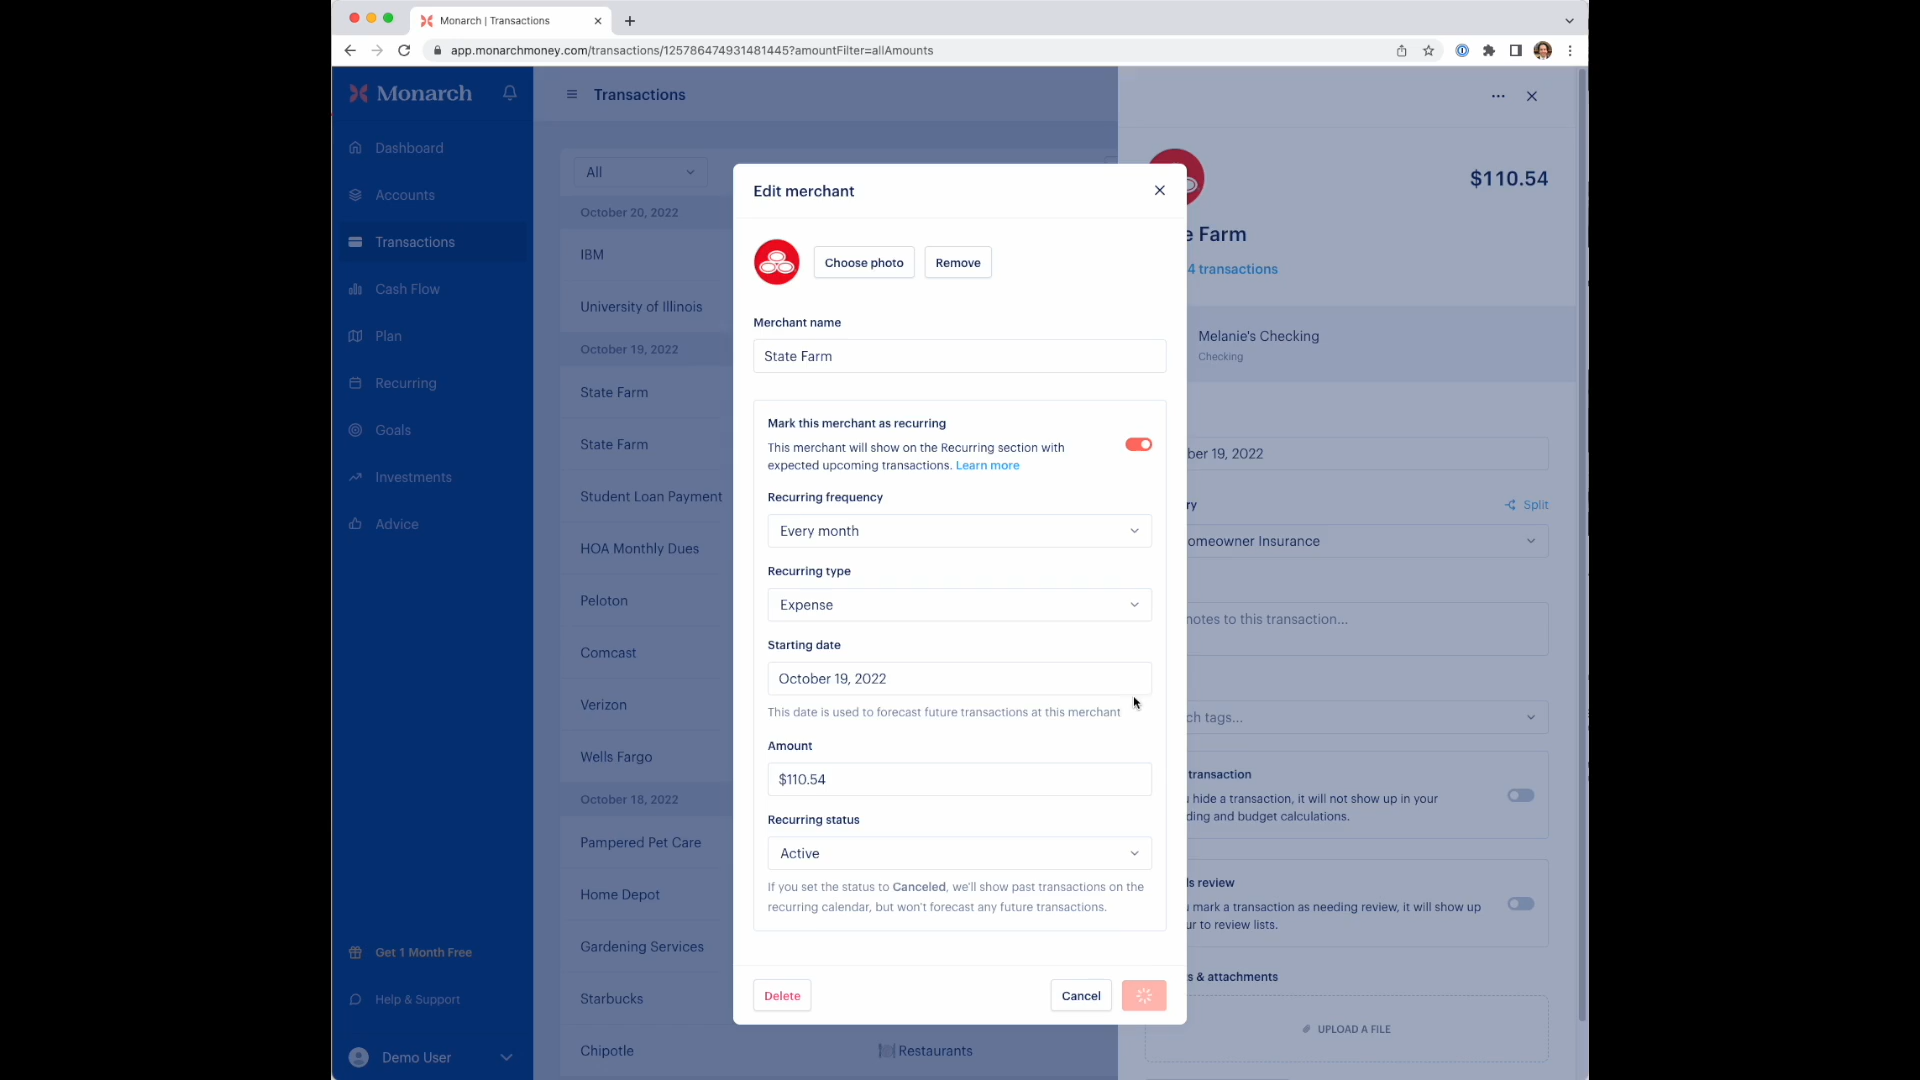 Monarch | Transactions
app.monarchmoney.com/transactions/125786474931481445?amountFilter=allAmounts
Monarch
Dashboard
Accounts
Transactions
Cash Flow
Plan
Recurring
Goals
Investments
Advice
Get 1 Month Free
Help & Support
Demo User
Transactions
All
October 20, 2022
IBM
University of Illinois
October 19, 2022
State Farm
State Farm
Student Loan Payment
HOA Monthly Dues
Peloton
Comcast
Verizon
Wells Fargo
October 18, 2022
Pampered Pet Care
Home Depot
Gardening Services
Starbucks
Chipotle
Restaurants
Edit merchant
Choose photo
Remove
Merchant name
State Farm
Mark this merchant as recurring
This merchant will show on the Recurring section with
expected upcoming transactions. Learn more
Recurring frequency
Every month
Recurring type
Expense
Starting date
October 19, 2022
This date is used to forecast future transactions at this merchant
Amount
$110.54
Recurring status
Active
If you set the status to Canceled, we'll show past transactions on the
recurring calendar, but won't forecast any future transactions.
Delete
Cancel
$110.54
e Farm
4 transactions
Melanie's Checking
Checking
ber 19, 2022
ry
Split
omeowner Insurance
notes to this transaction...
ch tags...
transaction
hide a transaction, it will not show up in your
ding and budget calculations.
ls review
mark a transaction as needing review, it will show up
ur to review lists.
s & attachments
UPLOAD A FILE